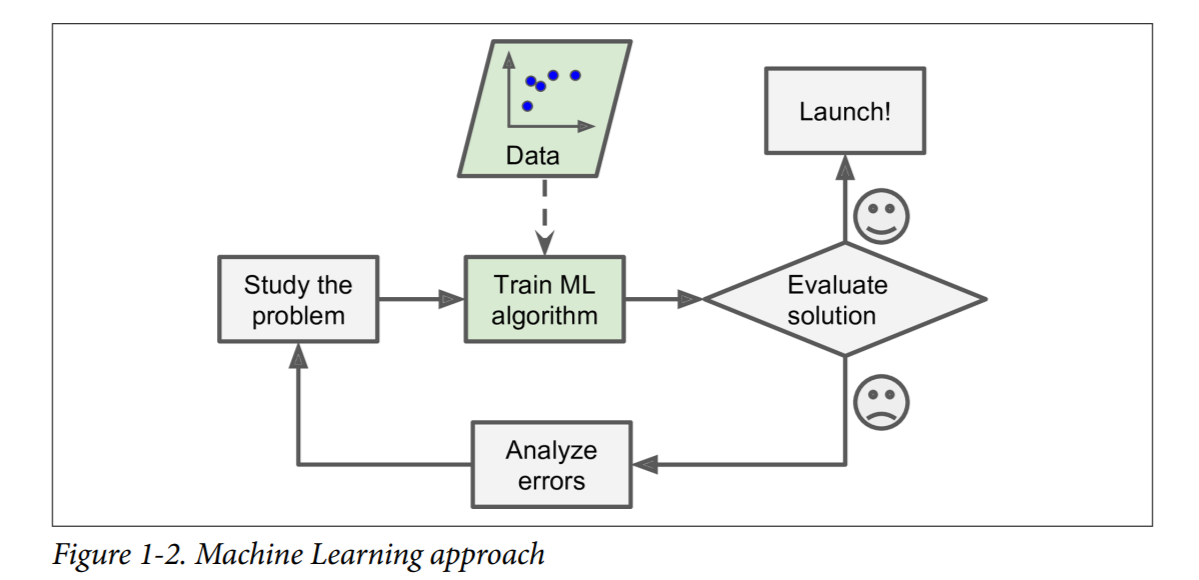 Data
Launch!
Study the
problem
Train ML
algorithm
Evaluate
solution
Analyze
errors
Figure 1-2. Machine Learning approach